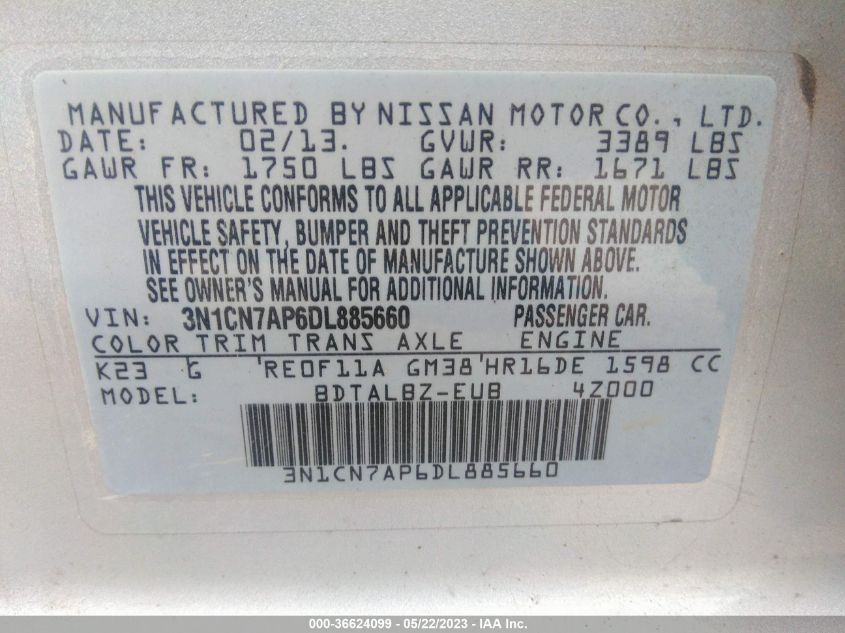 MANUFACTURED BY NISSAN MOTOR CO., LTD.
DATE: 02/13. GVWR: 3389 LBS
GAWR FR: 1750 LBS GAWR RR: 1671 LBS
THIS VEHICLE CONFORMS TO ALL APPLICABLE FEDERAL MOTOR
VEHICLE SAFETY, BUMPER AND THEFT PREVENTION STANDARDS
IN EFFECT ON THE DATE OF MANUFACTURE SHOWN ABOVE.
SEE OWNER'S MANUAL FOR ADDITIONAL INFORMATION.
VIN: 3N1CN7AP6DL885660 PASSENGER CAR.
COLOR TRIM TRANS AXLE ENGINE
K23 G 'RE0F11A GM38'HR16DE 1598 CC
MODEL: BDTALBZ-EUB 4Z000
3N1CN7AP6DL885660
000-36624099 - 05/22/2023 - IAA Inc.